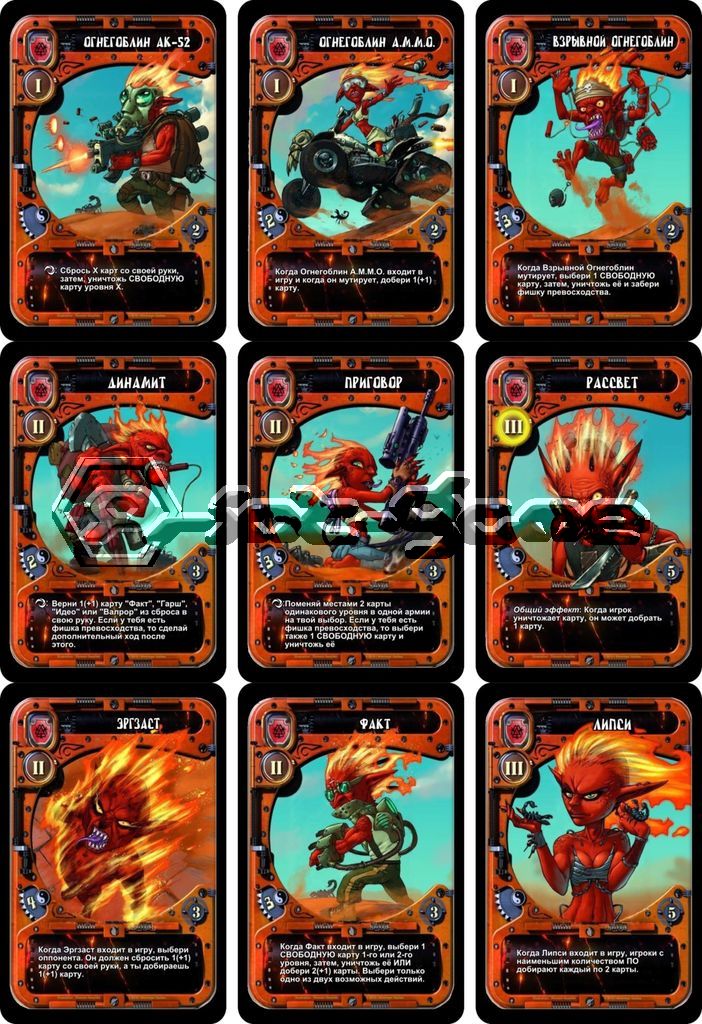 ОГНЕГОБЛИН АК-52
I
2
: Сбрось X карт со своей руки,
затем, уничтожь СВОБОДНУЮ
карту уровня X.
ОГНЕГОБЛИН А.М.М.О.
I
2
2
Когда Огнегоблин А.М.М.О. входит в
игру и когда он мутирует, добери 1(+)
карту.
ВЗРЫВНОЙ ОГНЕГОБЛИН
I
3
2
Когда Взрывной Огнегоблин
мутирует, выбери 1 СВОБОДНУЮ
карту, затем, уничтожь её и забери
фишку превосходства.
ДИНАМИТ
II
2
3
: Верни 1(+) карту "Факт", "Гарш",
"Идео" или "Вапрор" из сброса в
свою руку. Если у тебя есть
фишка превосходства, то сделай
дополнительный ход после
этого.
ПРИГОВОР
II
3
3
:Поменяй местами 2 карты
одинакового уровня в одной армии
на твой выбор. Если у тебя есть
фишка превосходства, то выбери
также 1 СВОБОДНУЮ карту и
уничтожь её
РАССВЕТ
III
5
Общий эффект: Когда игрок
уничтожает карту, он может добрать
1 карту.
ЭРГЗАСТ
II
4
3
Когда Эргзаст входит в игру, выбери
оппонента. Он должен сбросить 1(+)
карту со своей руки, а ты добираешь
1(+) карту.
ФАКТ
II
3
3
Когда Факт входит в игру, выбери 1
СВОБОДНУЮ карту 1-го или 2-го
уровня, затем, уничтожь её ИЛИ
добери 2(+) карты. Выбери только
одно из двух возможных действий.
ЛИПСИ
III
5
Когда Липси входит в игру, игроки с
наименьшим количеством ПО
добирают каждый по 2 карты.